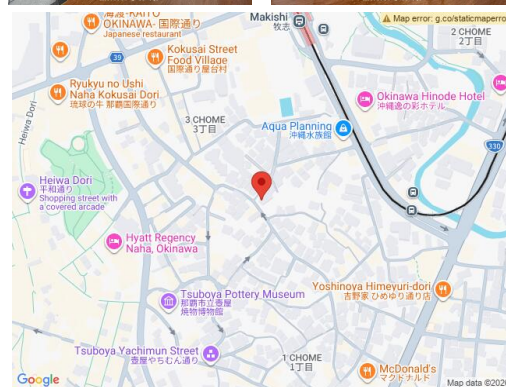 OKINAWA- 国際通り
Japanese restaurant
Makishi
牧志
⚠ Map error: g.co/staticmaperro
2 CHOME
2丁目
39
Kokusai Street
Food Village
国際通り屋台村
Ryukyu no Ushi
Naha Kokusai Dori
琉球の牛 那覇国際通り
Okinawa Hinode Hotel
沖縄逸の彩ホテル
3 CHOME
3丁目
Aqua Planning
沖縄水族館
330
Heiwa Dori
Heiwa Dori
平和通り
Shopping street with
a covered arcade
Hyatt Regency
Naha, Okinawa
Tsuboya Pottery Museum
那覇市立壺屋
焼物博物館
Yoshinoya Himeyuri-dori
吉野家 ひめゆり通り店
Tsuboya Yachimun Street
壺屋やちむん通り
1 CHOME
1丁目
McDonald's
マクドナルド
Google
Map data ©202